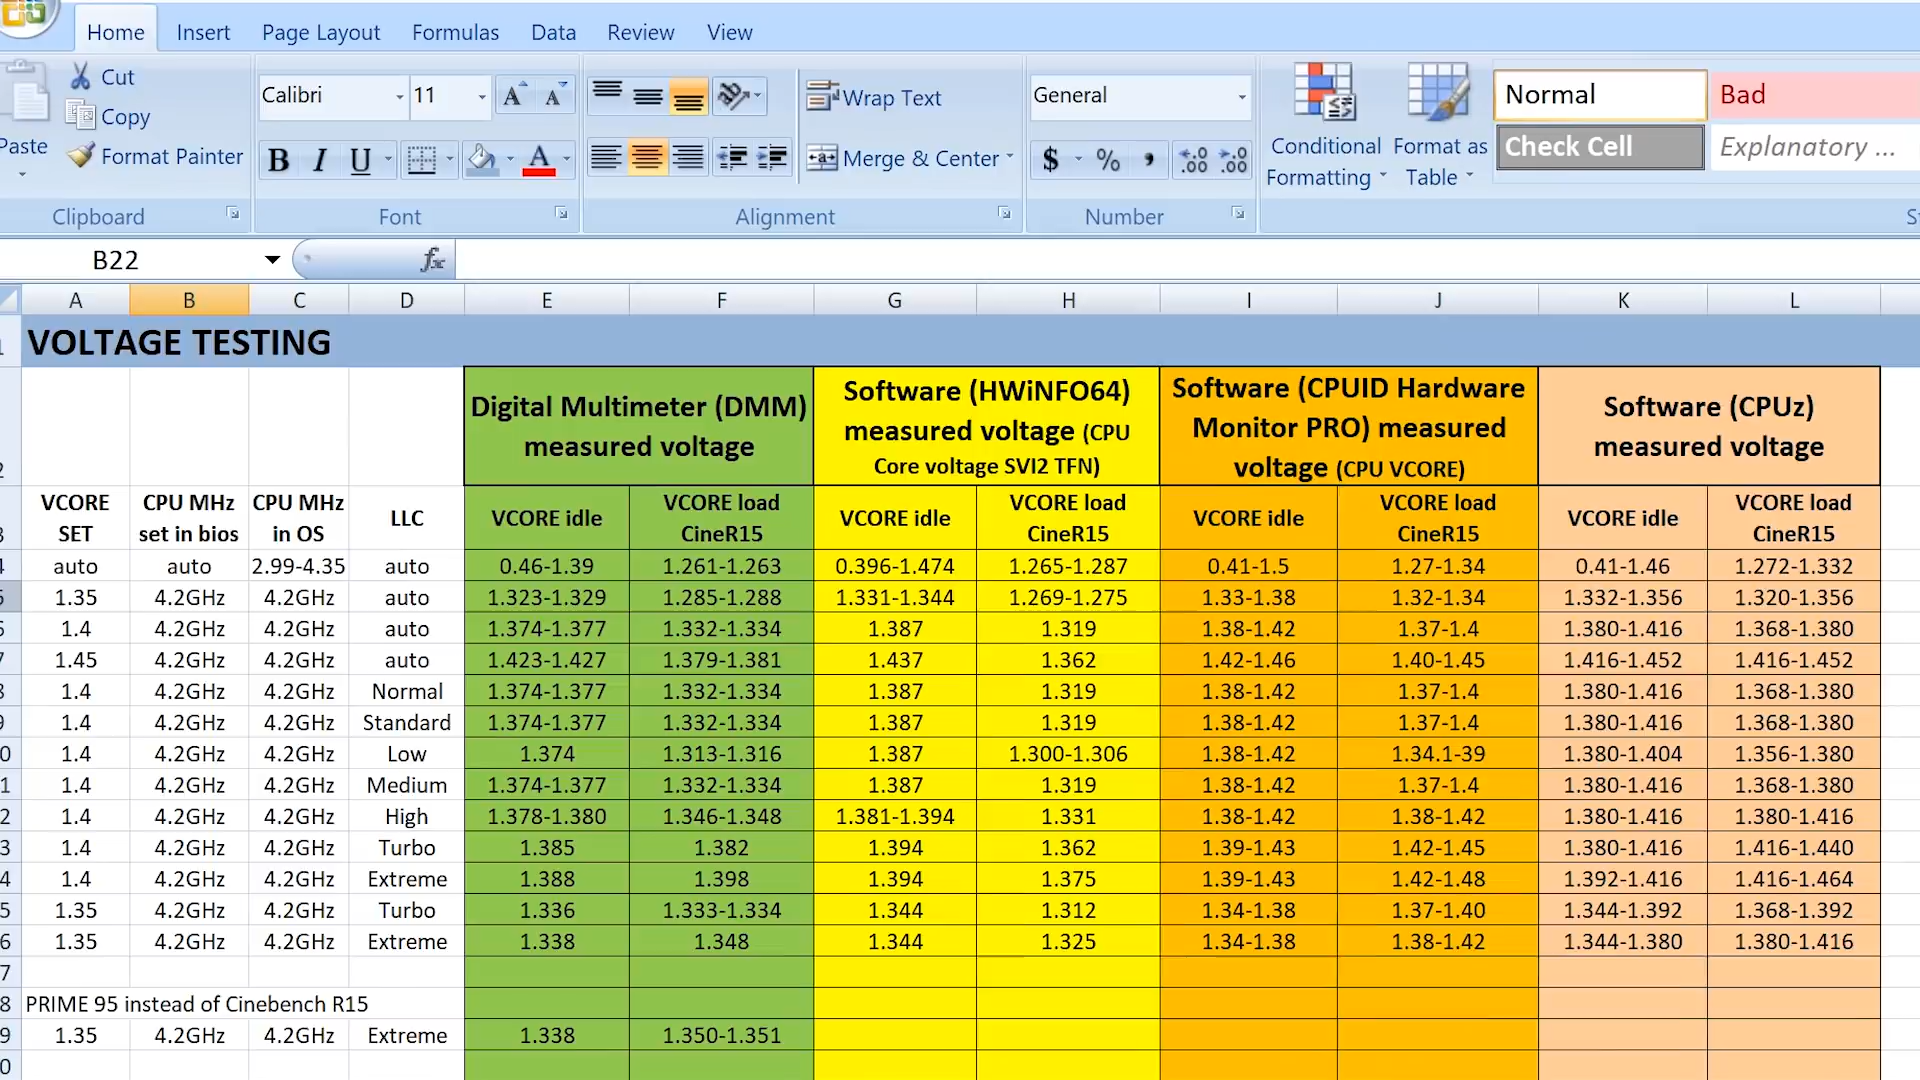 Home Insert Page Layout Formulas Data Review View
Cut
Copy
Paste
Format Painter
Clipboard
Calibri 11
B I U A
Font
Wrap Text
Merge & Center
Alignment
General
$ % ,
Number
Conditional Formatting
Format as Table
Normal Bad
Check Cell Explanatory ...
B22 fx
A B C D E F G H I J K L
VOLTAGE TESTING
Digital Multimeter (DMM)
measured voltage
Software (HWiNFO64)
measured voltage (CPU
Core voltage SVI2 TFN)
Software (CPUID Hardware
Monitor PRO) measured
voltage (CPU VCORE)
Software (CPUz)
measured voltage
VCORE SET CPU MHz set in bios CPU MHz in OS LLC VCORE idle VCORE load CineR15 VCORE idle VCORE load CineR15 VCORE idle VCORE load CineR15 VCORE idle VCORE load CineR15
auto auto 2.99-4.35 auto 0.46-1.39 1.261-1.263 0.396-1.474 1.265-1.287 0.41-1.5 1.27-1.34 0.41-1.46 1.272-1.332
1.35 4.2GHz 4.2GHz auto 1.323-1.329 1.285-1.288 1.331-1.344 1.269-1.275 1.33-1.38 1.32-1.34 1.332-1.356 1.320-1.356
1.4 4.2GHz 4.2GHz auto 1.374-1.377 1.332-1.334 1.387 1.319 1.38-1.42 1.37-1.4 1.380-1.416 1.368-1.380
1.45 4.2GHz 4.2GHz auto 1.423-1.427 1.379-1.381 1.437 1.362 1.42-1.46 1.40-1.45 1.416-1.452 1.416-1.452
1.4 4.2GHz 4.2GHz Normal 1.374-1.377 1.332-1.334 1.387 1.319 1.38-1.42 1.37-1.4 1.380-1.416 1.368-1.380
1.4 4.2GHz 4.2GHz Standard 1.374-1.377 1.332-1.334 1.387 1.319 1.38-1.42 1.37-1.4 1.380-1.416 1.368-1.380
1.4 4.2GHz 4.2GHz Low 1.374 1.313-1.316 1.387 1.300-1.306 1.38-1.42 1.34.1-39 1.380-1.404 1.356-1.380
1.4 4.2GHz 4.2GHz Medium 1.374-1.377 1.332-1.334 1.387 1.319 1.38-1.42 1.37-1.4 1.380-1.416 1.368-1.380
1.4 4.2GHz 4.2GHz High 1.378-1.380 1.346-1.348 1.381-1.394 1.331 1.38-1.42 1.38-1.42 1.380-1.416 1.380-1.416
1.4 4.2GHz 4.2GHz Turbo 1.385 1.382 1.394 1.362 1.39-1.43 1.42-1.45 1.380-1.416 1.416-1.440
1.4 4.2GHz 4.2GHz Extreme 1.388 1.398 1.394 1.375 1.39-1.43 1.42-1.48 1.392-1.416 1.416-1.464
1.35 4.2GHz 4.2GHz Turbo 1.336 1.333-1.334 1.344 1.312 1.34-1.38 1.37-1.40 1.344-1.392 1.368-1.392
1.35 4.2GHz 4.2GHz Extreme 1.338 1.348 1.344 1.325 1.34-1.38 1.38-1.42 1.344-1.380 1.380-1.416
PRIME 95 instead of Cinebench R15
1.35 4.2GHz 4.2GHz Extreme 1.338 1.350-1.351